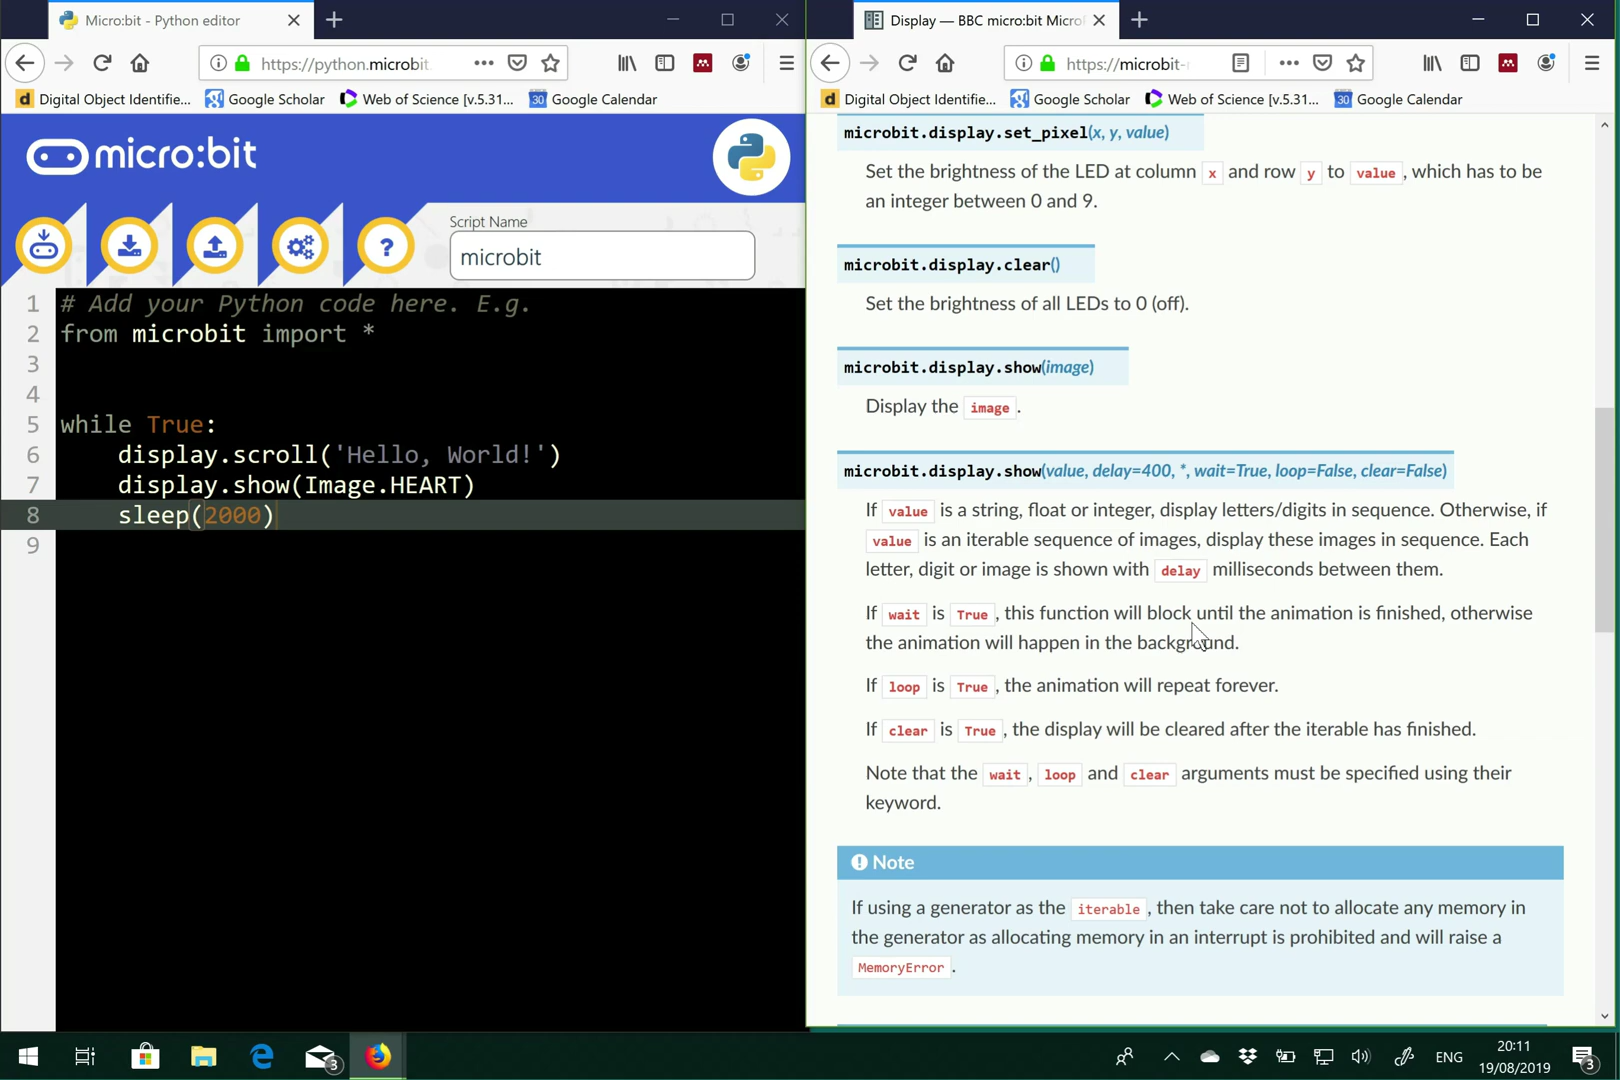 Micro:bit - Python editor
https://python.microbit.
Digital Object Identifie...
Google Scholar
Web of Science [v.5.31...
30 Google Calendar
micro:bit
?
Script Name
microbit
1 # Add your Python code here. E.g.
2 from microbit import *
3
4
5 while True:
6 display.scroll('Hello, World!')
7 display.show(Image.HEART)
8 sleep(2000)
9
Display — BBC micro:bit Micro
https://microbit-
Digital Object Identifie...
Google Scholar
Web of Science [v.5.31...
30 Google Calendar
microbit.display.set_pixel(x, y, value)
Set the brightness of the LED at column x and row y to value, which has to be
an integer between 0 and 9.
microbit.display.clear()
Set the brightness of all LEDs to 0 (off).
microbit.display.show(image)
Display the image.
microbit.display.show(value, delay=400, *, wait=True, loop=False, clear=False)
If value is a string, float or integer, display letters/digits in sequence. Otherwise, if
value is an iterable sequence of images, display these images in sequence. Each
letter, digit or image is shown with delay milliseconds between them.
If wait is True, this function will block until the animation is finished, otherwise
the animation will happen in the background.
If loop is True, the animation will repeat forever.
If clear is True, the display will be cleared after the iterable has finished.
Note that the wait, loop and clear arguments must be specified using their
keyword.
Note
If using a generator as the iterable, then take care not to allocate any memory in
the generator as allocating memory in an interrupt is prohibited and will raise a
MemoryError.
3
ENG
20:11
19/08/2019
3